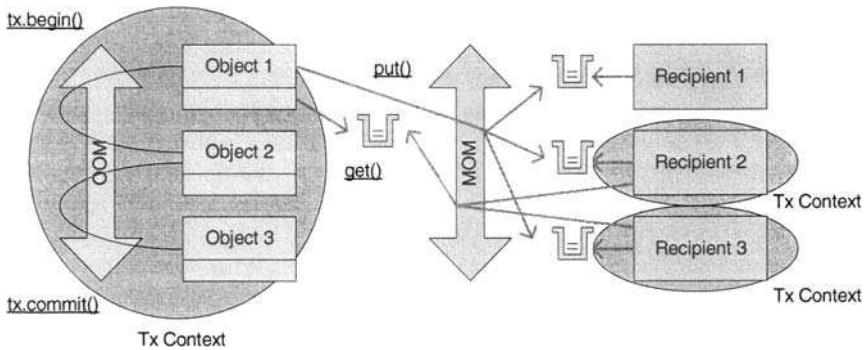 tx.begin()
Object 1
put()
Recipient 1
OOM
Object 2
get()
MOM
Recipient 2
Tx Context
Object 3
Recipient 3
tx.commit()
Tx Context
Tx Context